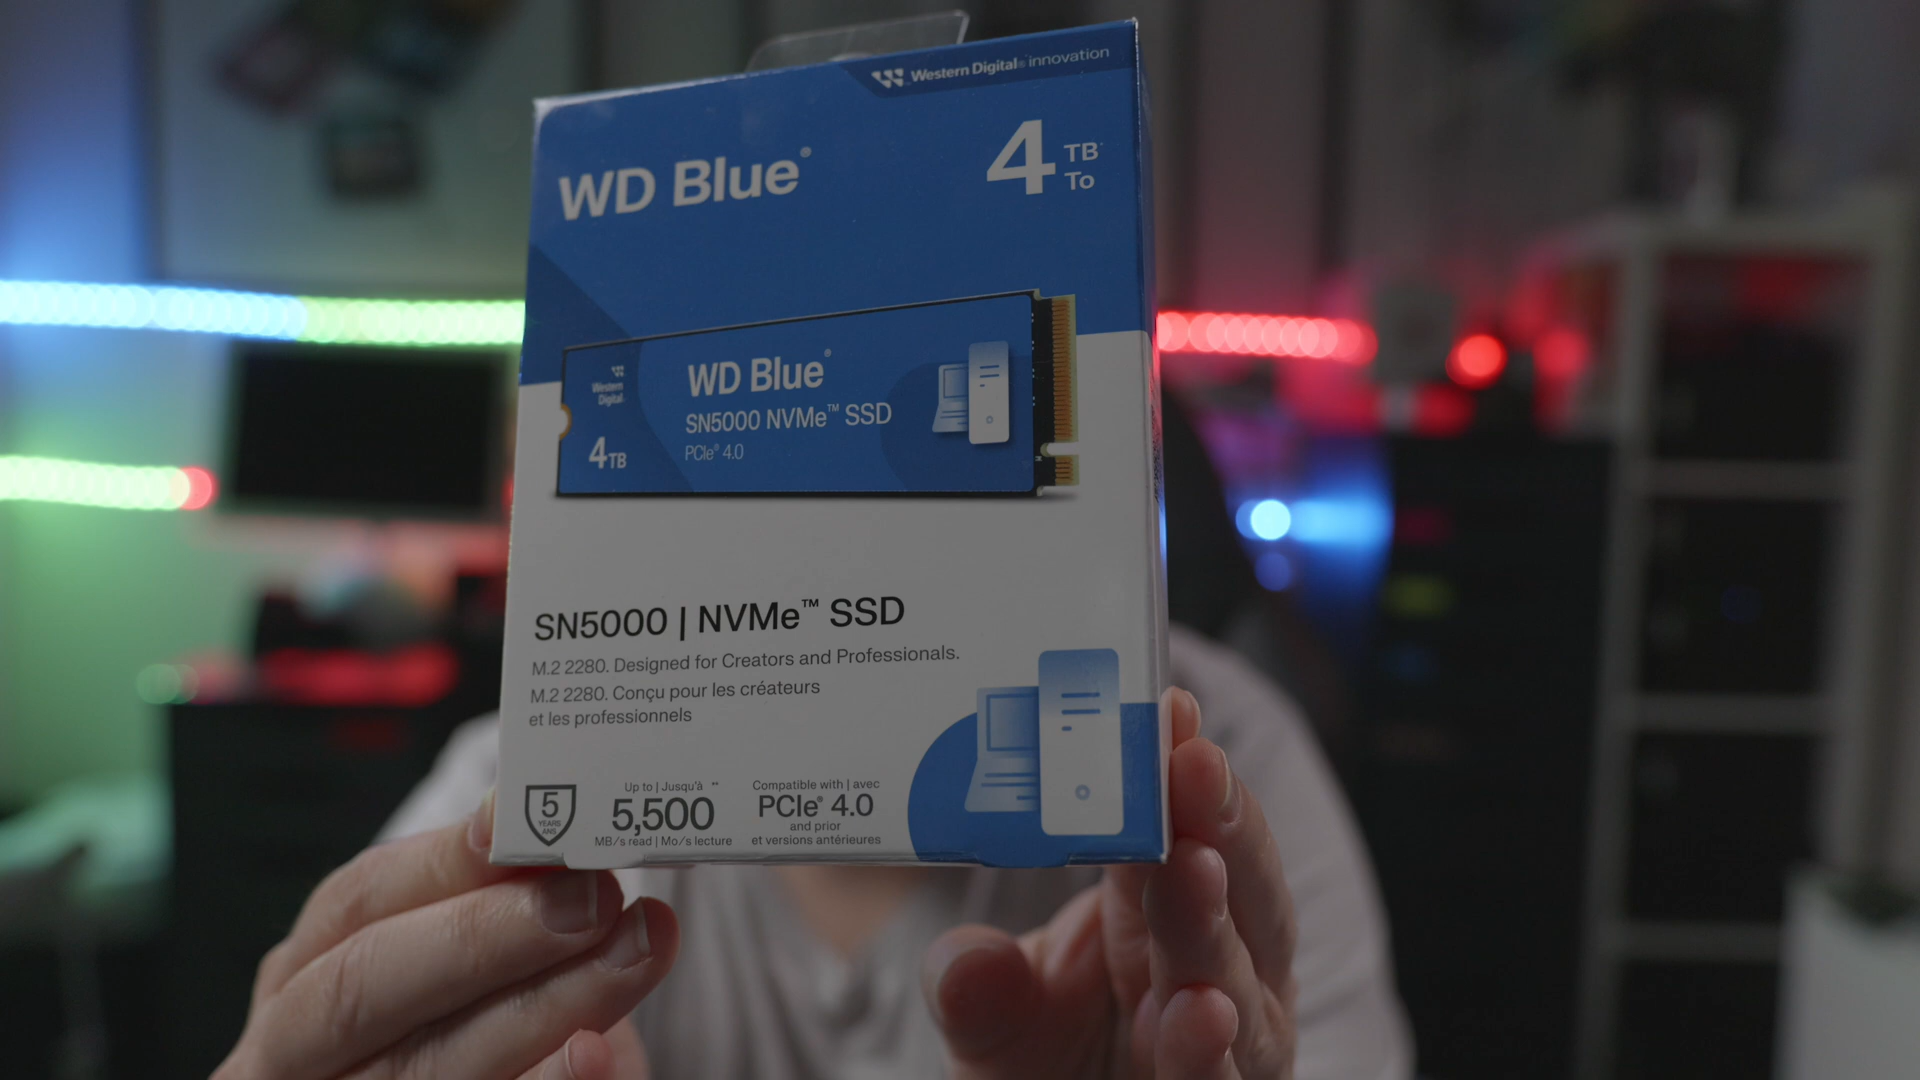 Western Digital® innovation
WD Blue®
4 TB
To
Western
Digital.
WD Blue®
SN5000 NVMe™ SSD
PCIe® 4.0
4TB
SN5000 | NVMe™ SSD
M.2 2280. Designed for Creators and Professionals.
M.2 2280. Conçu pour les créateurs
et les professionnels
5
YEARS
ANS
Up to | Jusqu'à **
5,500
MB/s read | Mo/s lecture
Compatible with | avec
PCIe® 4.0
and prior
et versions antérieures